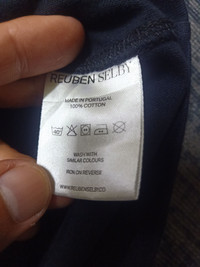 REUBEN SELBY
MADE IN PORTUGAL
100% COTTON
WASH WITH
SIMILAR COLOURS
IRON ON REVERSE
WWW.REUBENSELBY.CO